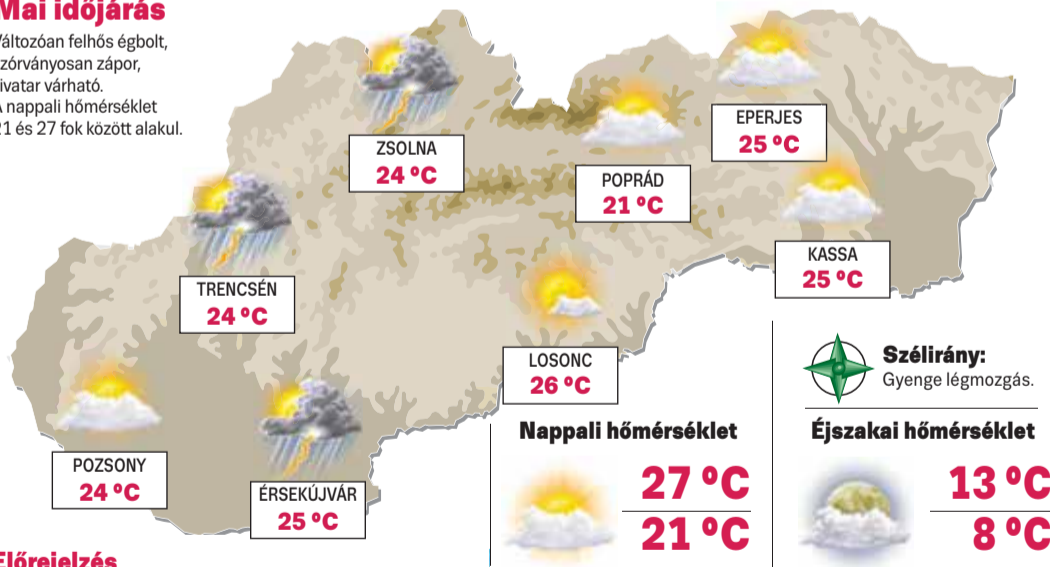 Mai időjárás
Változóan felhős égbolt,
szórványosan zápor,
zivatar várható.
A nappali hőmérséklet
21 és 27 fok között alakul.
ZSOLNA
24 °C
EPERJES
25 °C
POPRÁD
21 °C
KASSA
25 °C
TRENCSÉN
24 °C
LOSONC
26 °C
POZSONY
24 °C
ÉRSEKÚJVÁR
25 °C
Szélirány:
Gyenge légmozgás.
Nappali hőmérséklet
27 °C
21 °C
Éjszakai hőmérséklet
13 °C
8 °C
Előrejelzés